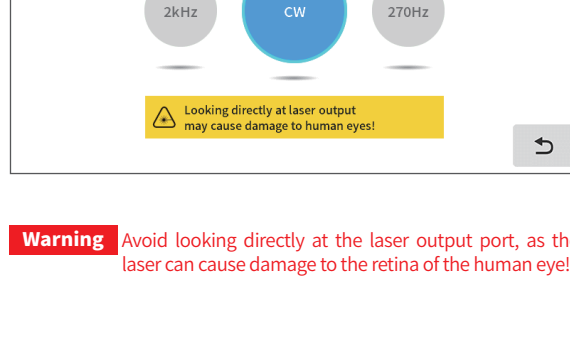 2kHz
CW
270Hz
Looking directly at laser output
may cause damage to human eyes!
Warning
Avoid looking directly at the laser output port, as th
laser can cause damage to the retina of the human eye!